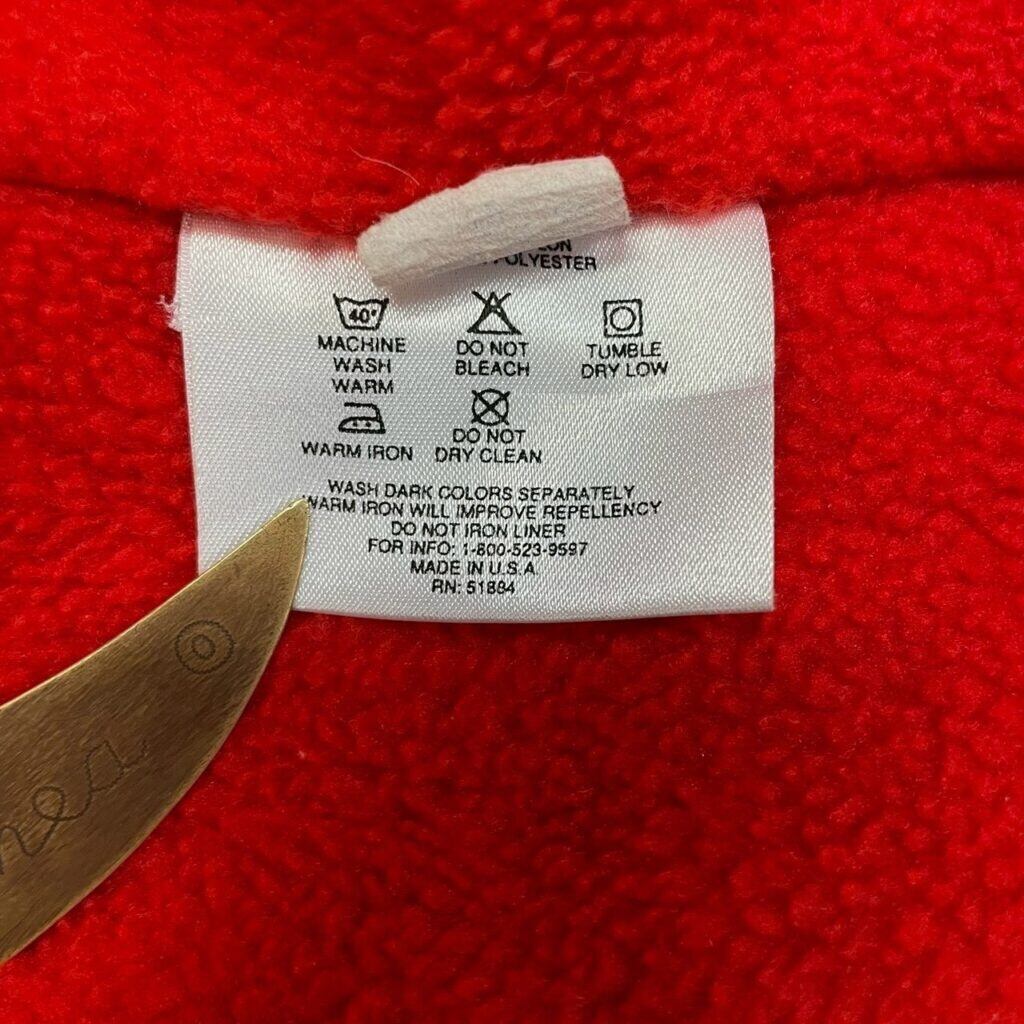 POLYESTER
40°
MACHINE
WASH
WARM
DO NOT
BLEACH
TUMBLE
DRY LOW
WARM IRON
DO NOT
DRY CLEAN
WASH DARK COLORS SEPARATELY
WARM IRON WILL IMPROVE REPELLENCY
DO NOT IRON LINER
FOR INFO: 1-800-523-9597
MADE IN U.S.A
RN: 51884